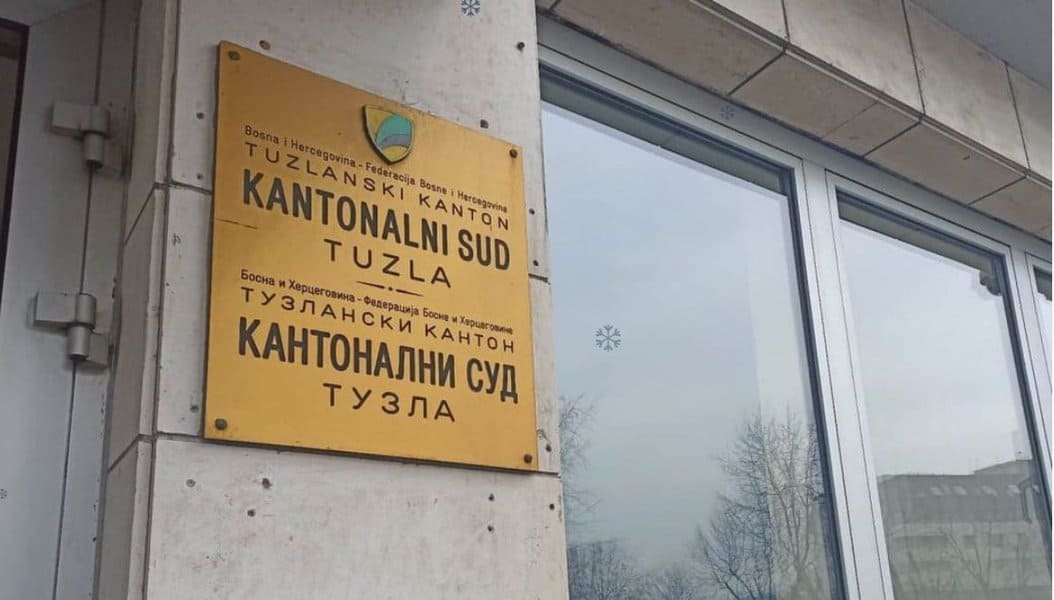 Bosna i Hercegovina - Federacija Bosne i Hercegovine
TUZLANSKI KANTON
KANTONALNI SUD
TUZLA
Босна и Херцеговина - Федерација Босне и Херцеговине
ТУЗЛАНСКИ КАНТОН
КАНТОНАЛНИ СУД
ТУЗЛА